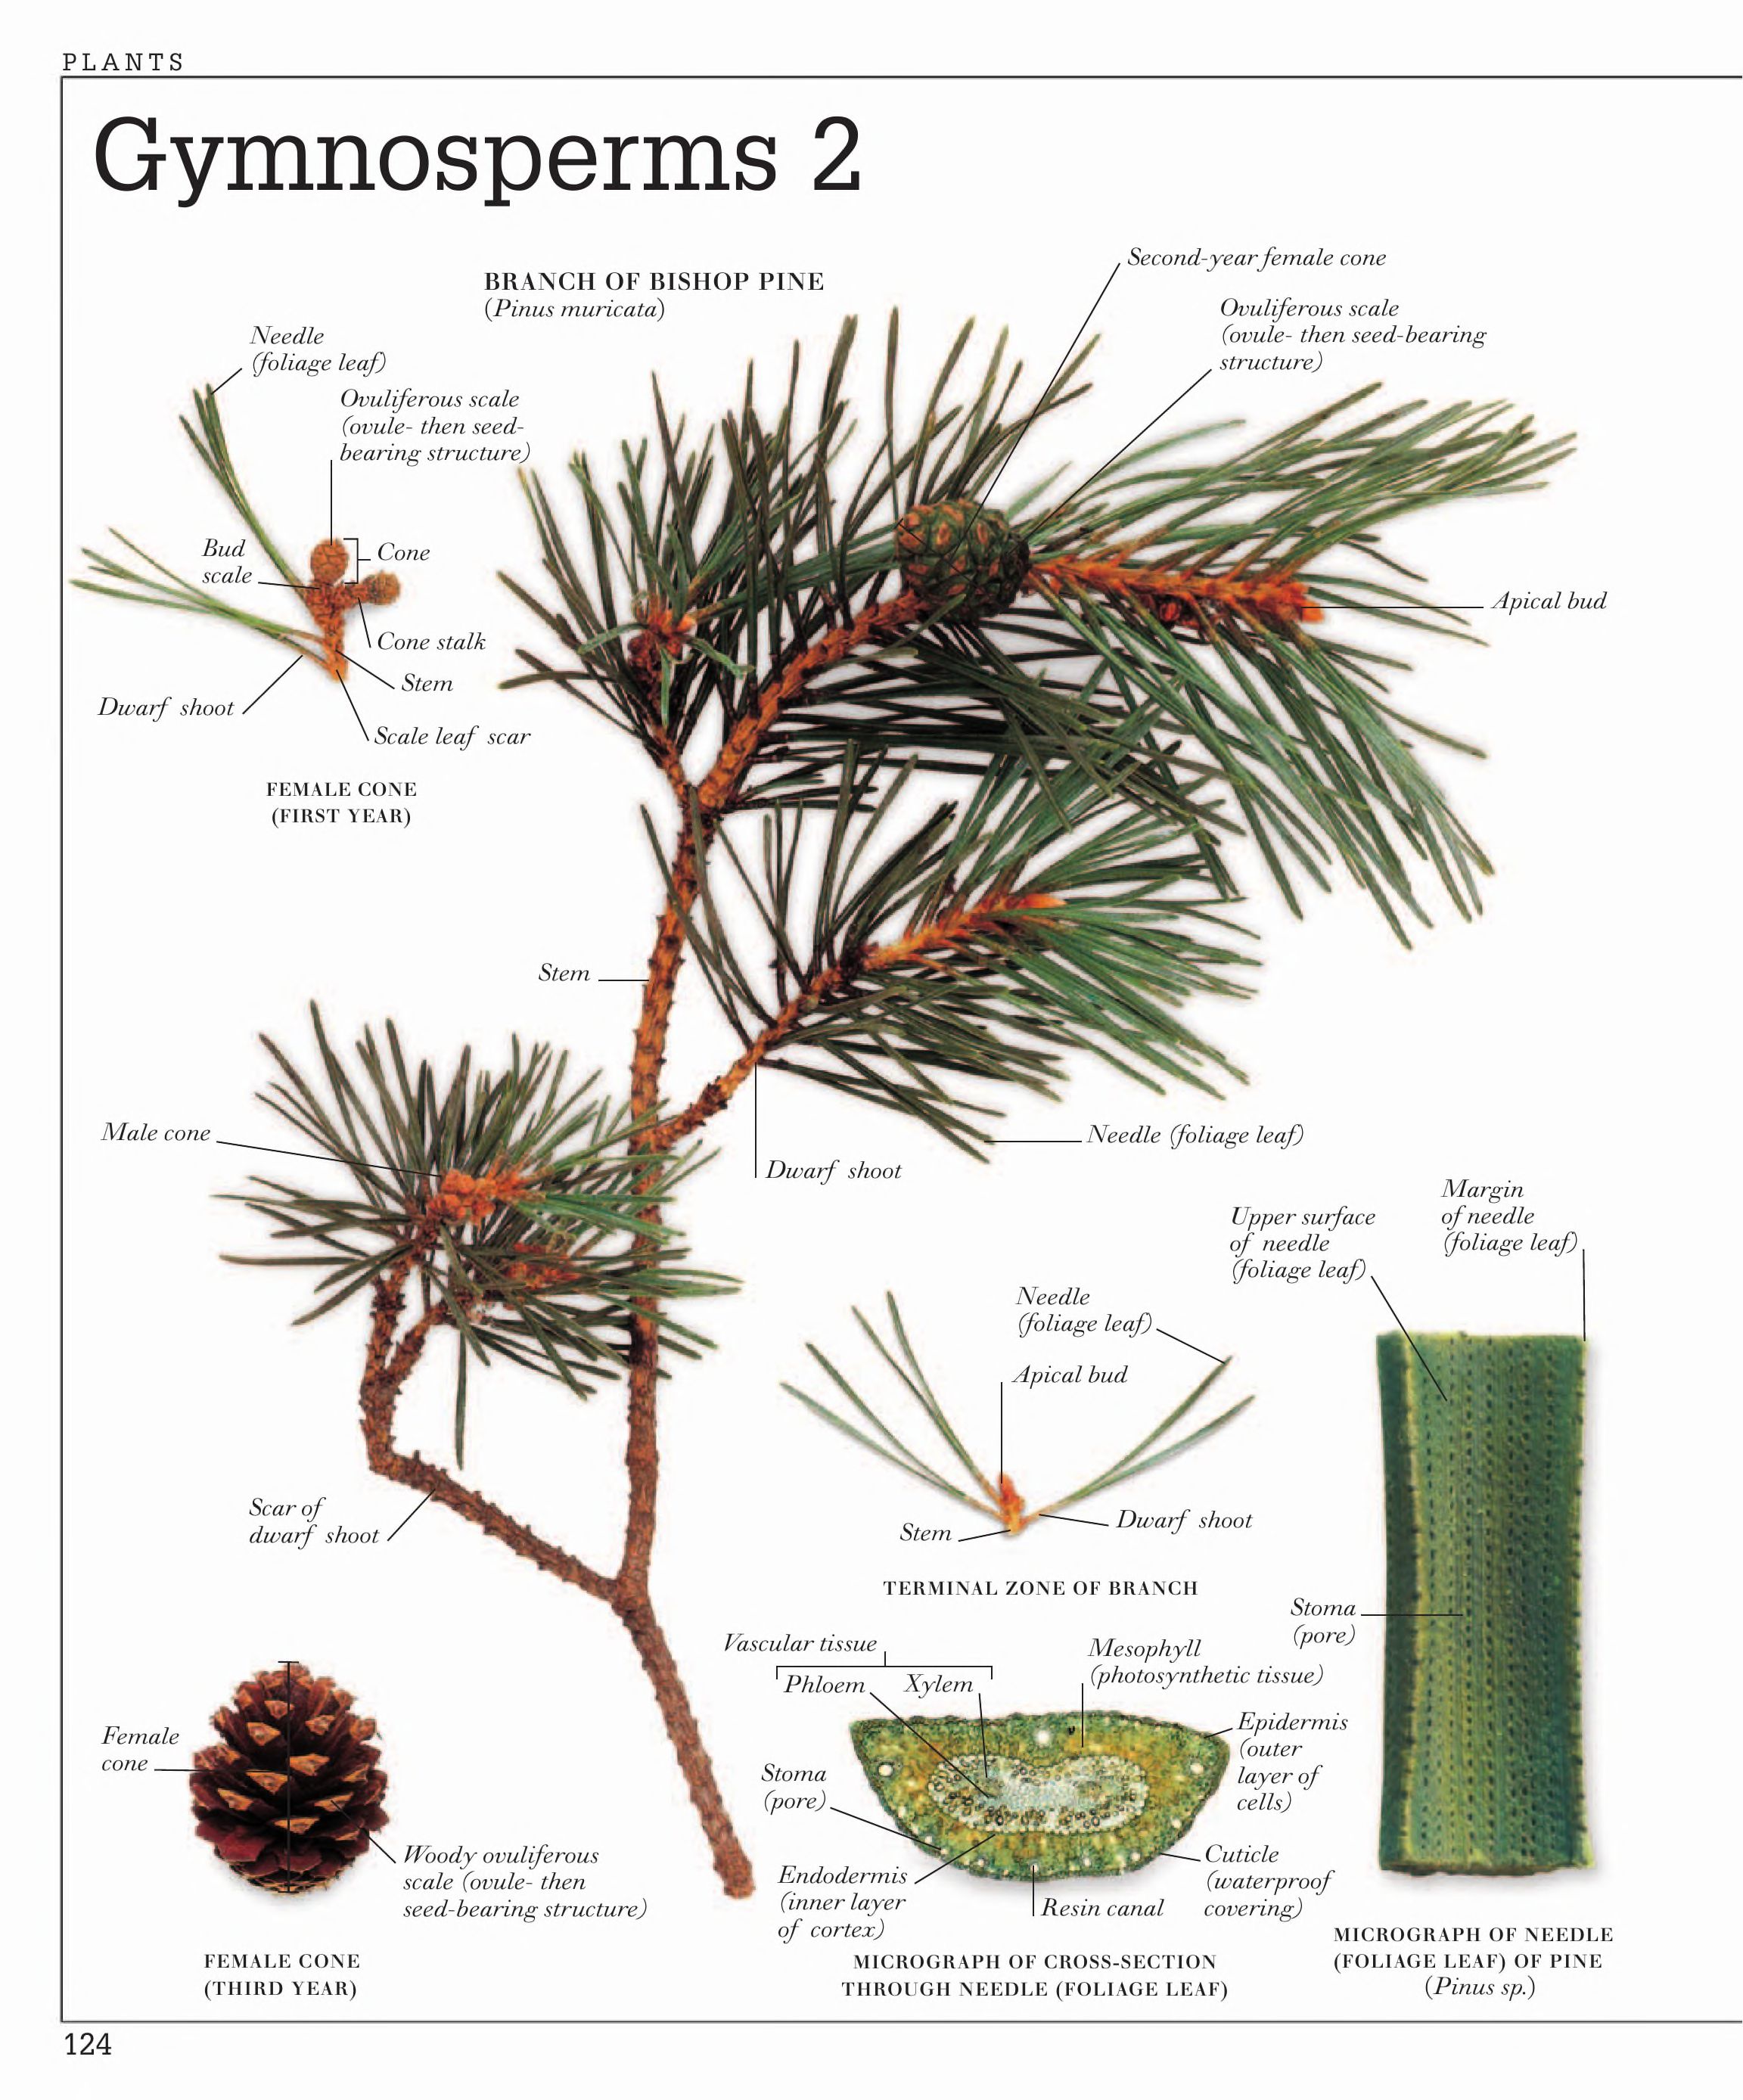 PLANTS
Gymnosperms 2
BRANCH OF BISHOP PINE
(Pinus muricata)
Second-year female cone
Ovuliferous scale
(ovule- then seed-bearing
structure)
Needle
(foliage leaf)
Ovuliferous scale
(ovule- then seed-
bearing structure)
Bud
scale
Cone
Cone stalk
Stem
Dwarf shoot
Scale leaf scar
FEMALE CONE
(FIRST YEAR)
Apical bud
Stem
Male cone
Needle (foliage leaf)
Dwarf shoot
Scar of
dwarf shoot
Needle
(foliage leaf)
Apical bud
Stem
Dwarf shoot
TERMINAL ZONE OF BRANCH
Upper surface
of needle
(foliage leaf)
Margin
of needle
(foliage leaf)
Stoma
(pore)
MICROGRAPH OF NEEDLE
(FOLIAGE LEAF) OF PINE
(Pinus sp.)
Female
cone
Woody ovuliferous
scale (ovule- then
seed-bearing structure)
FEMALE CONE
(THIRD YEAR)
Vascular tissue
Phloem
Xylem
Mesophyll
(photosynthetic tissue)
Epidermis
(outer
layer of
cells)
Stoma
(pore)
Endodermis
(inner layer
of cortex)
Resin canal
Cuticle
(waterproof
covering)
MICROGRAPH OF CROSS-SECTION
THROUGH NEEDLE (FOLIAGE LEAF)
124